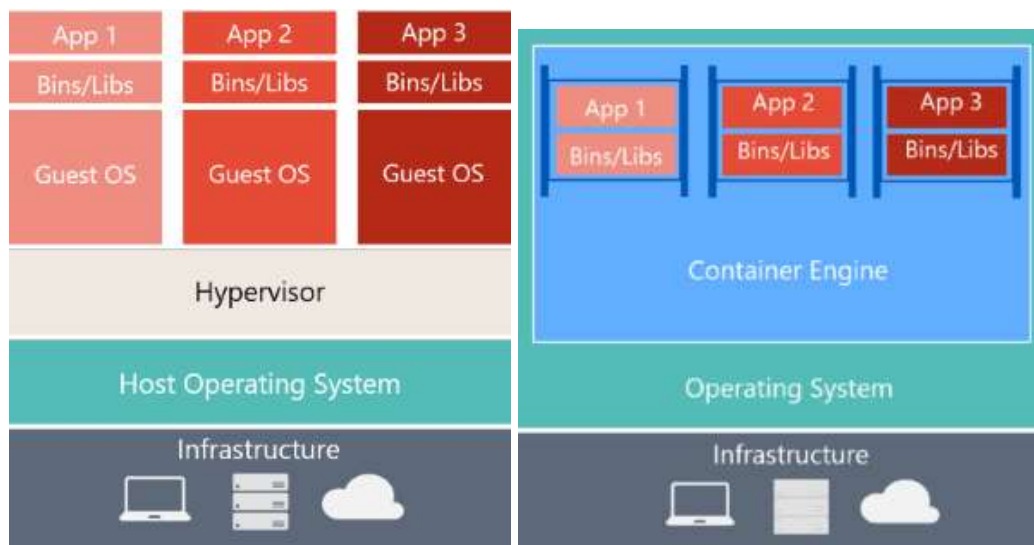 App 1
App 2
App 3
Bins/Libs
Bins/Libs
Bins/Libs
Guest OS
Guest OS
Guest OS
Hypervisor
Host Operating System
Infrastructure
App 1
App 2
App 3
Bins/Libs
Bins/Libs
Bins/Libs
Container Engine
Operating System
Infrastructure